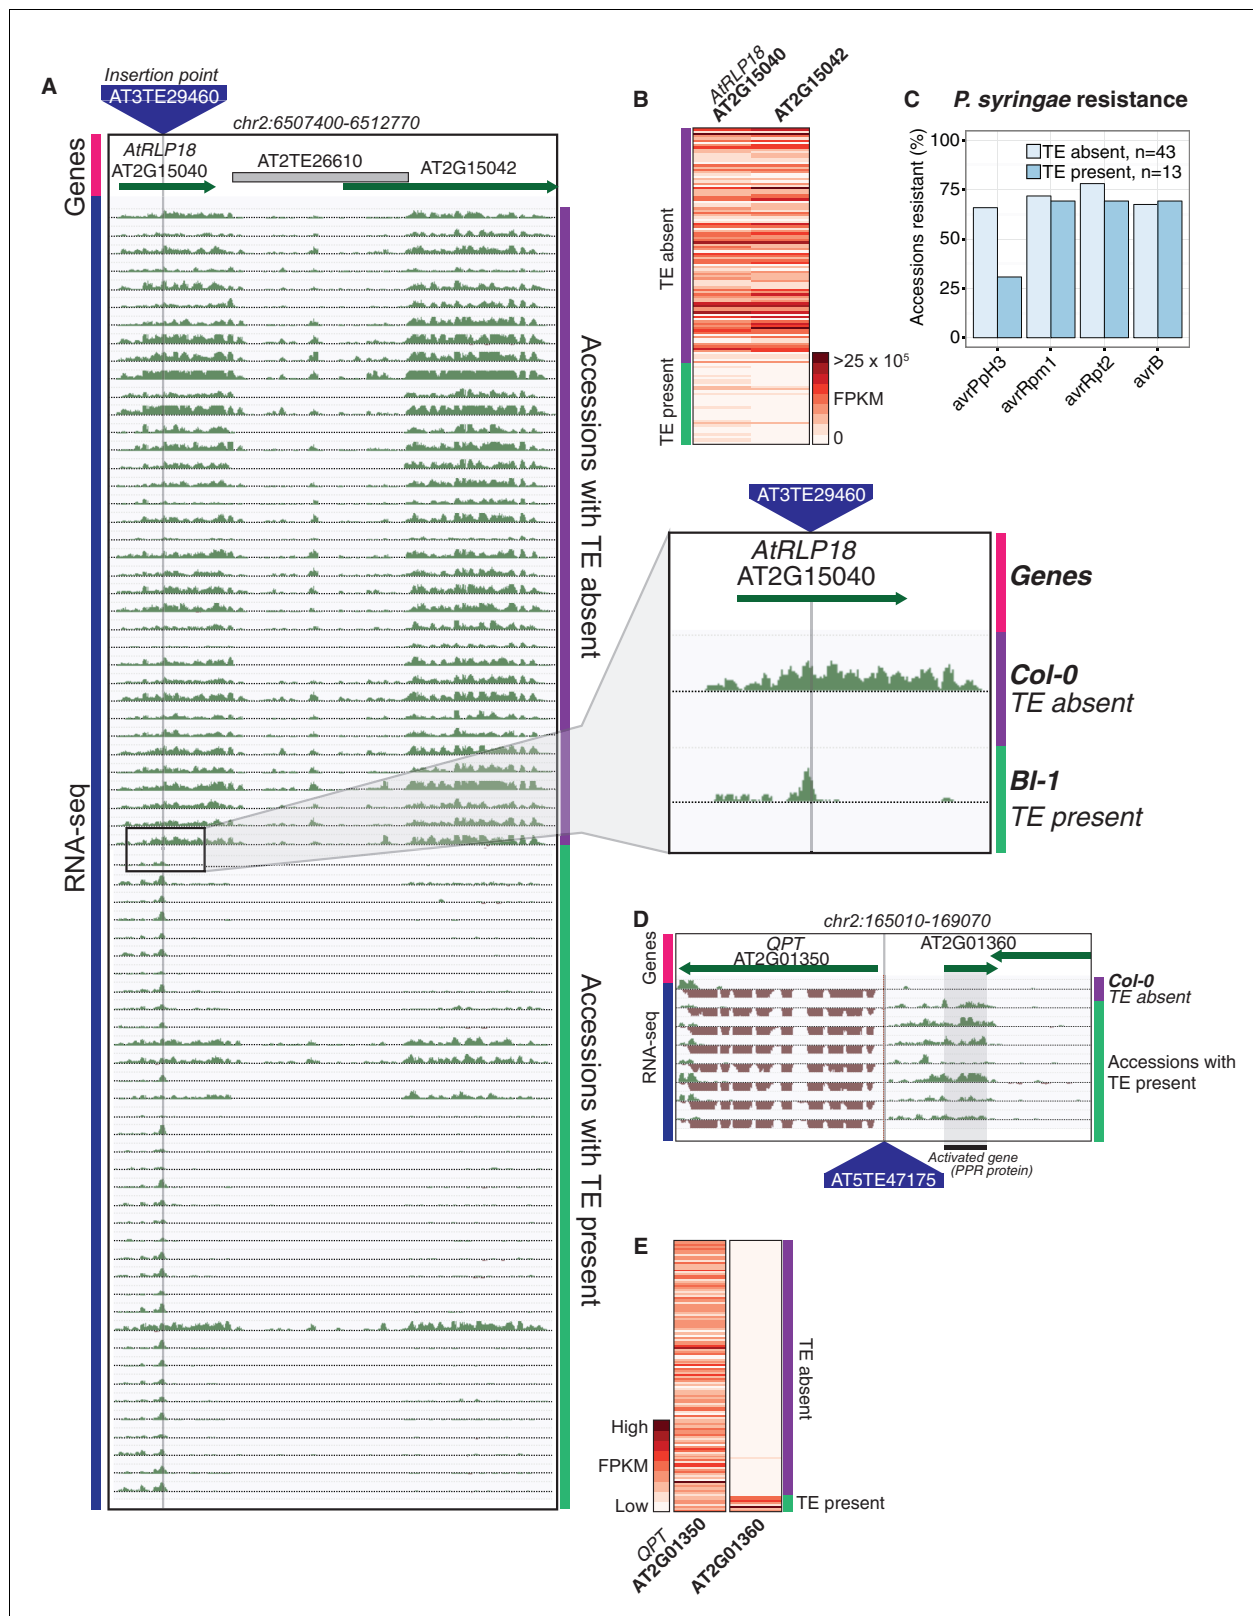 A
Insertion point
AT3TE29460
chr2:6507400-6512770
Genes
AtRLP18
AT2G15040
AT2TE26610
AT2G15042
RNA-seq
Accessions with TE absent
Accessions with TE present
B
AtRLP18
AT2G15040
AT2G15042
TE absent
TE present
>25 x 10⁵
FPKM
0
C
P. syringae resistance
Accessions resistant (%)
100
75
50
25
0
TE absent, n=43
TE present, n=13
avrPpH3
avrRpm1
avrRpt2
avrB
AT3TE29460
AtRLP18
AT2G15040
Genes
Col-0
TE absent
Bl-1
TE present
D
chr2:165010-169070
Genes
QPT
AT2G01350
AT2G01360
RNA-seq
Col-0
TE absent
Accessions with
TE present
Activated gene
(PPR protein)
AT5TE47175
E
TE absent
TE present
High
FPKM
Low
QPT
AT2G01350
AT2G01360